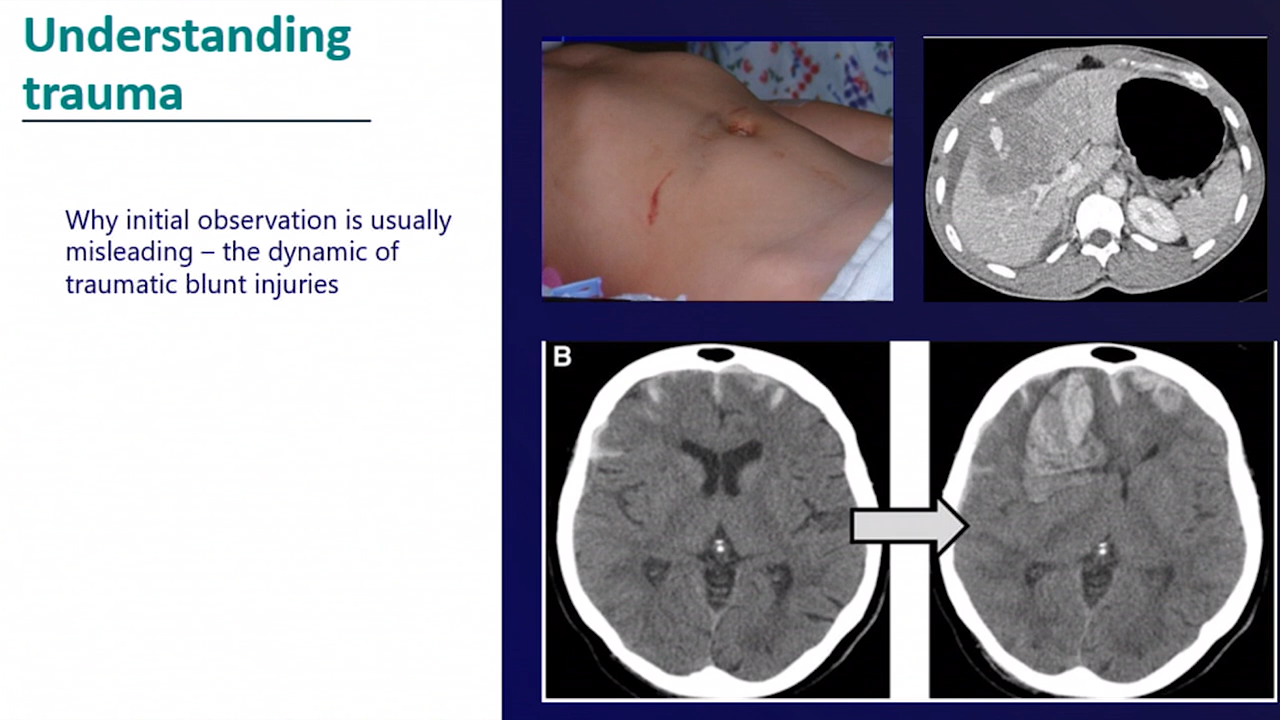 Understanding
trauma
Why initial observation is usually
misleading – the dynamic of
traumatic blunt injuries
B